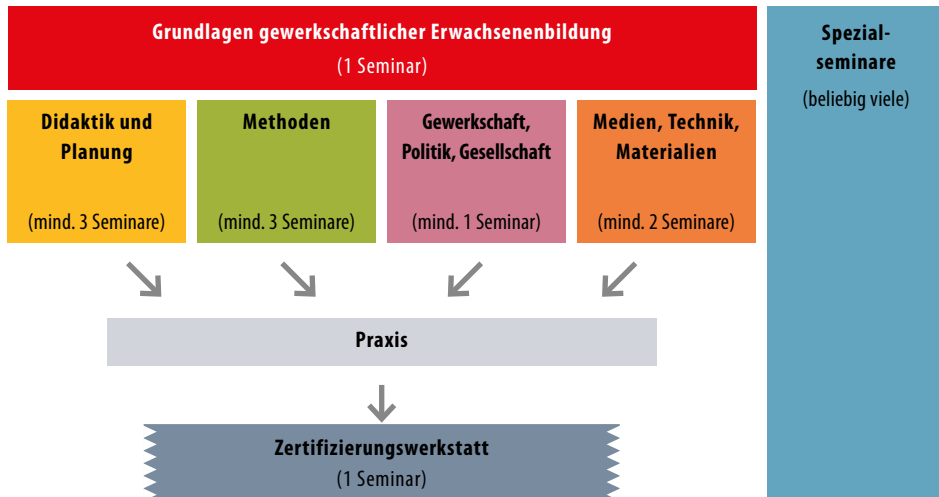 Grundlagen gewerkschaftlicher Erwachsenenbildung
(1 Seminar)
Spezial-
seminare
(beliebig viele)
Didaktik und
Planung
(mind. 3 Seminare)
Methoden
(mind. 3 Seminare)
Gewerkschaft,
Politik, Gesellschaft
(mind. 1 Seminar)
Medien, Technik,
Materialien
(mind. 2 Seminare)
Praxis
Zertifizierungswerkstatt
(1 Seminar)